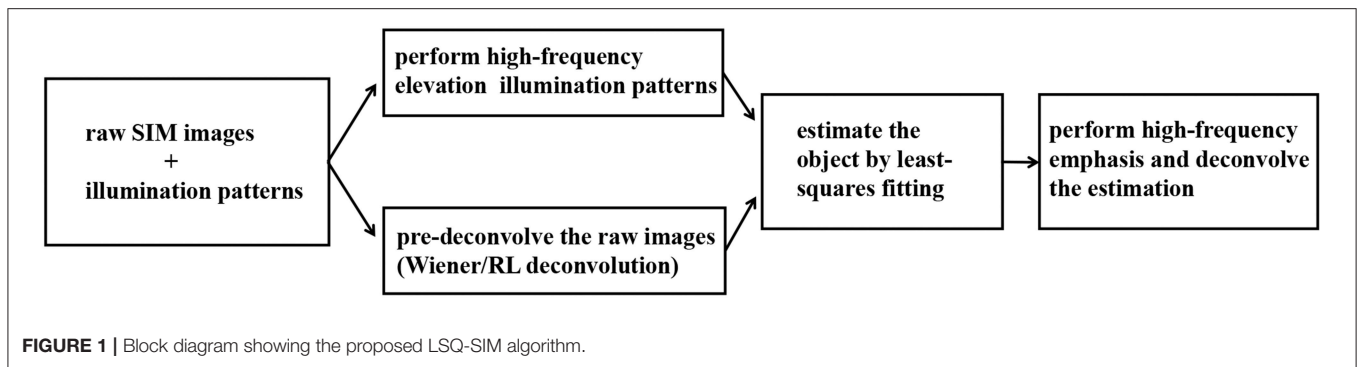 raw SIM images
+
illumination patterns
perform high-frequency
elevation illumination patterns
pre-deconvolve the raw images
(Wiener/RL deconvolution)
estimate the
object by least-
squares fitting
perform high-frequency
emphasis and deconvolve
the estimation
FIGURE 1 | Block diagram showing the proposed LSQ-SIM algorithm.